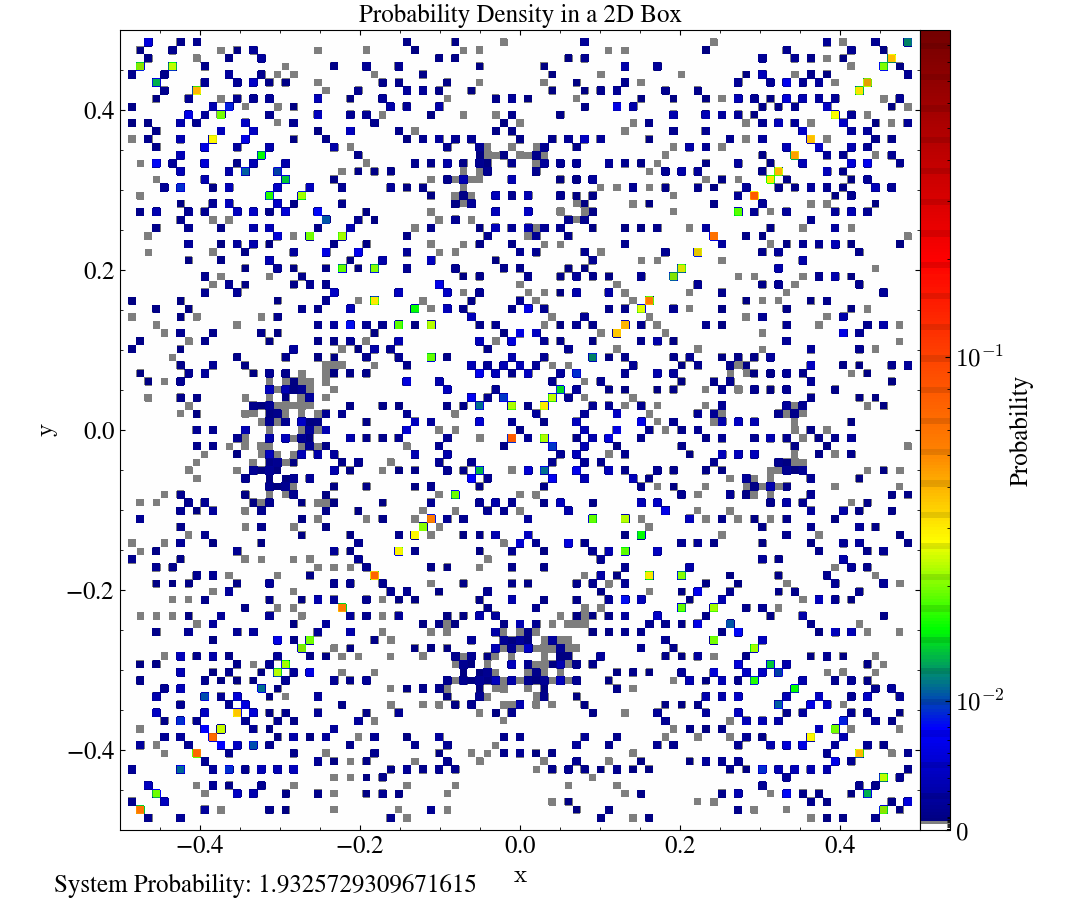 Probability Density in a 2D Box
0.4
0.2
0.0
−0.2
−0.4
y
−0.4 −0.2 0.0 0.2 0.4
x
10⁻¹
10⁻²
0
Probability
System Probability: 1.9325729309671615